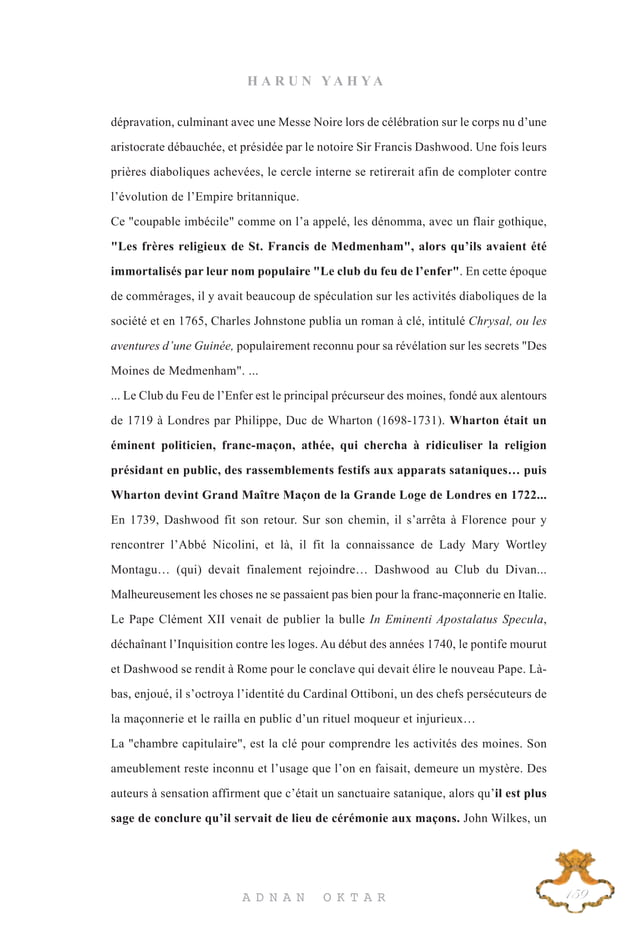 HARUN YAHYA
dépravation, culminant avec une Messe Noire lors de célébration sur le corps nu d’une
aristocrate débauchée, et présidée par le notoire Sir Francis Dashwood. Une fois leurs
prières diaboliques achevées, le cercle interne se retirerait afin de comploter contre
l’évolution de l’Empire britannique.
Ce "coupable imbécile" comme on l’a appelé, les dénomma, avec un flair gothique,
"Les frères religieux de St. Francis de Medmenham", alors qu’ils avaient été
immortalisés par leur nom populaire "Le club du feu de l’enfer". En cette époque
de commérages, il y avait beaucoup de spéculation sur les activités diaboliques de la
société et en 1765, Charles Johnstone publia un roman à clé, intitulé Chrysal, ou les
aventures d’une Guinée, populairement reconnu pour sa révélation sur les secrets "Des
Moines de Medmenham". ...
... Le Club du Feu de l’Enfer est le principal précurseur des moines, fondé aux alentours
de 1719 à Londres par Philippe, Duc de Wharton (1698-1731). Wharton était un
éminent politicien, franc-maçon, athée, qui chercha à ridiculiser la religion
présidant en public, des rassemblements festifs aux apparats sataniques… puis
Wharton devint Grand Maître Maçon de la Grande Loge de Londres en 1722...
En 1739, Dashwood fit son retour. Sur son chemin, il s’arrêta à Florence pour y
rencontrer l’Abbé Nicolini, et là, il fit la connaissance de Lady Mary Wortley
Montagu… (qui) devait finalement rejoindre… Dashwood au Club du Divan...
Malheureusement les choses ne se passaient pas bien pour la franc-maçonnerie en Italie.
Le Pape Clément XII venait de publier la bulle In Eminenti Apostalatus Specula,
déchaînant l’Inquisition contre les loges. Au début des années 1740, le pontife mourut
et Dashwood se rendit à Rome pour le conclave qui devait élire le nouveau Pape. Là-
bas, enjoué, il s’octroya l’identité du Cardinal Ottiboni, un des chefs persécuteurs de
la maçonnerie et le railla en public d’un rituel moqueur et injurieux…
La "chambre capitulaire", est la clé pour comprendre les activités des moines. Son
ameublement reste inconnu et l’usage que l’on en faisait, demeure un mystère. Des
auteurs à sensation affirment que c’était un sanctuaire satanique, alors qu’il est plus
sage de conclure qu’il servait de lieu de cérémonie aux maçons. John Wilkes, un
159
ADNAN OKTAR